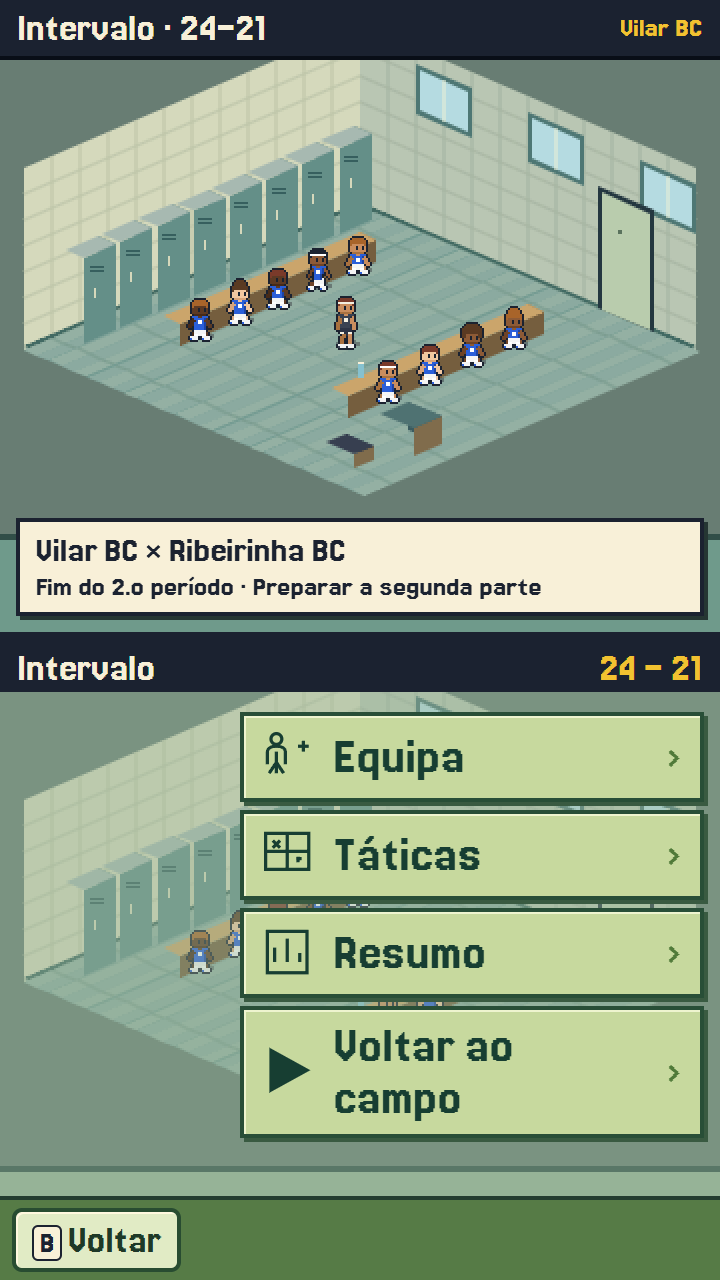 Intervalo · 24–21
Vilar BC
Vilar BC × Ribeirinha BC
Fim do 2.o período · Preparar a segunda parte
Intervalo
24 – 21
Equipa
Táticas
Resumo
Voltar ao
campo
B Voltar